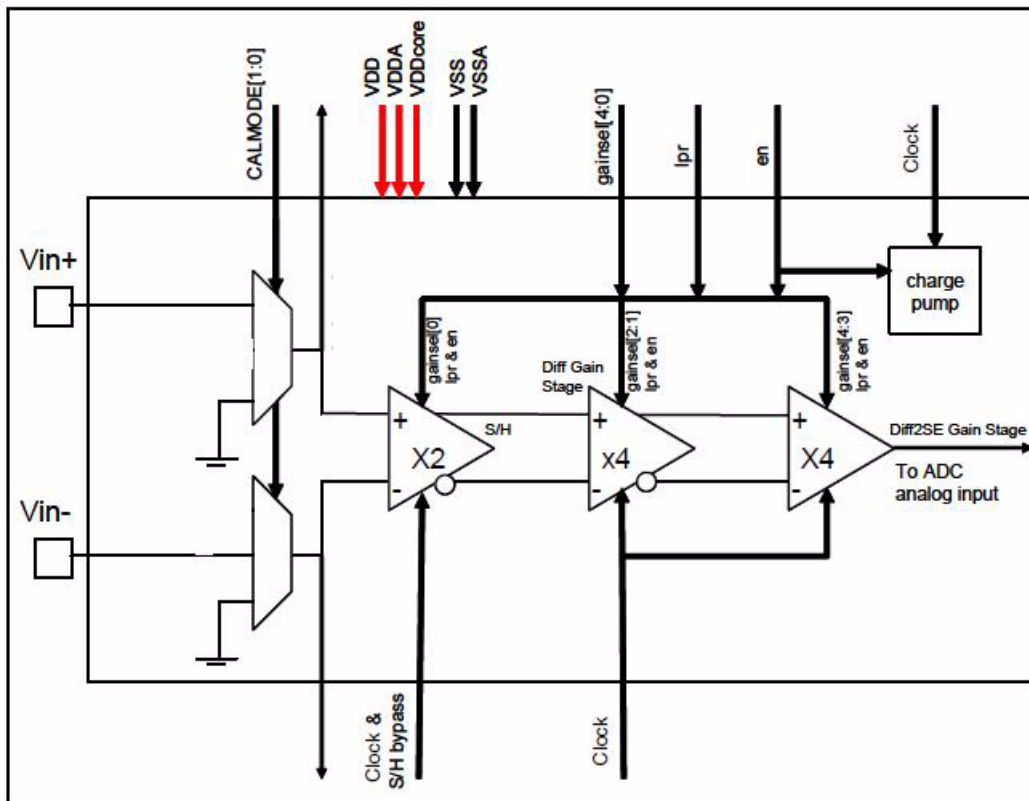 CALMODE[1:0]
VDD
VDDA
VDDcore
VSS
VSSA
gainsel[4:0]
lpr
en
Clock
Vin+
charge
pump
gainsel[0]
lpr & en
Diff Gain
Stage
gainsel[2:1]
lpr & en
gainsel[4:3]
lpr & en
+
X2
-
S/H
+
x4
-
+
X4
-
Diff2SE Gain Stage
To ADC
analog input
Vin-
Clock &
S/H bypass
Clock